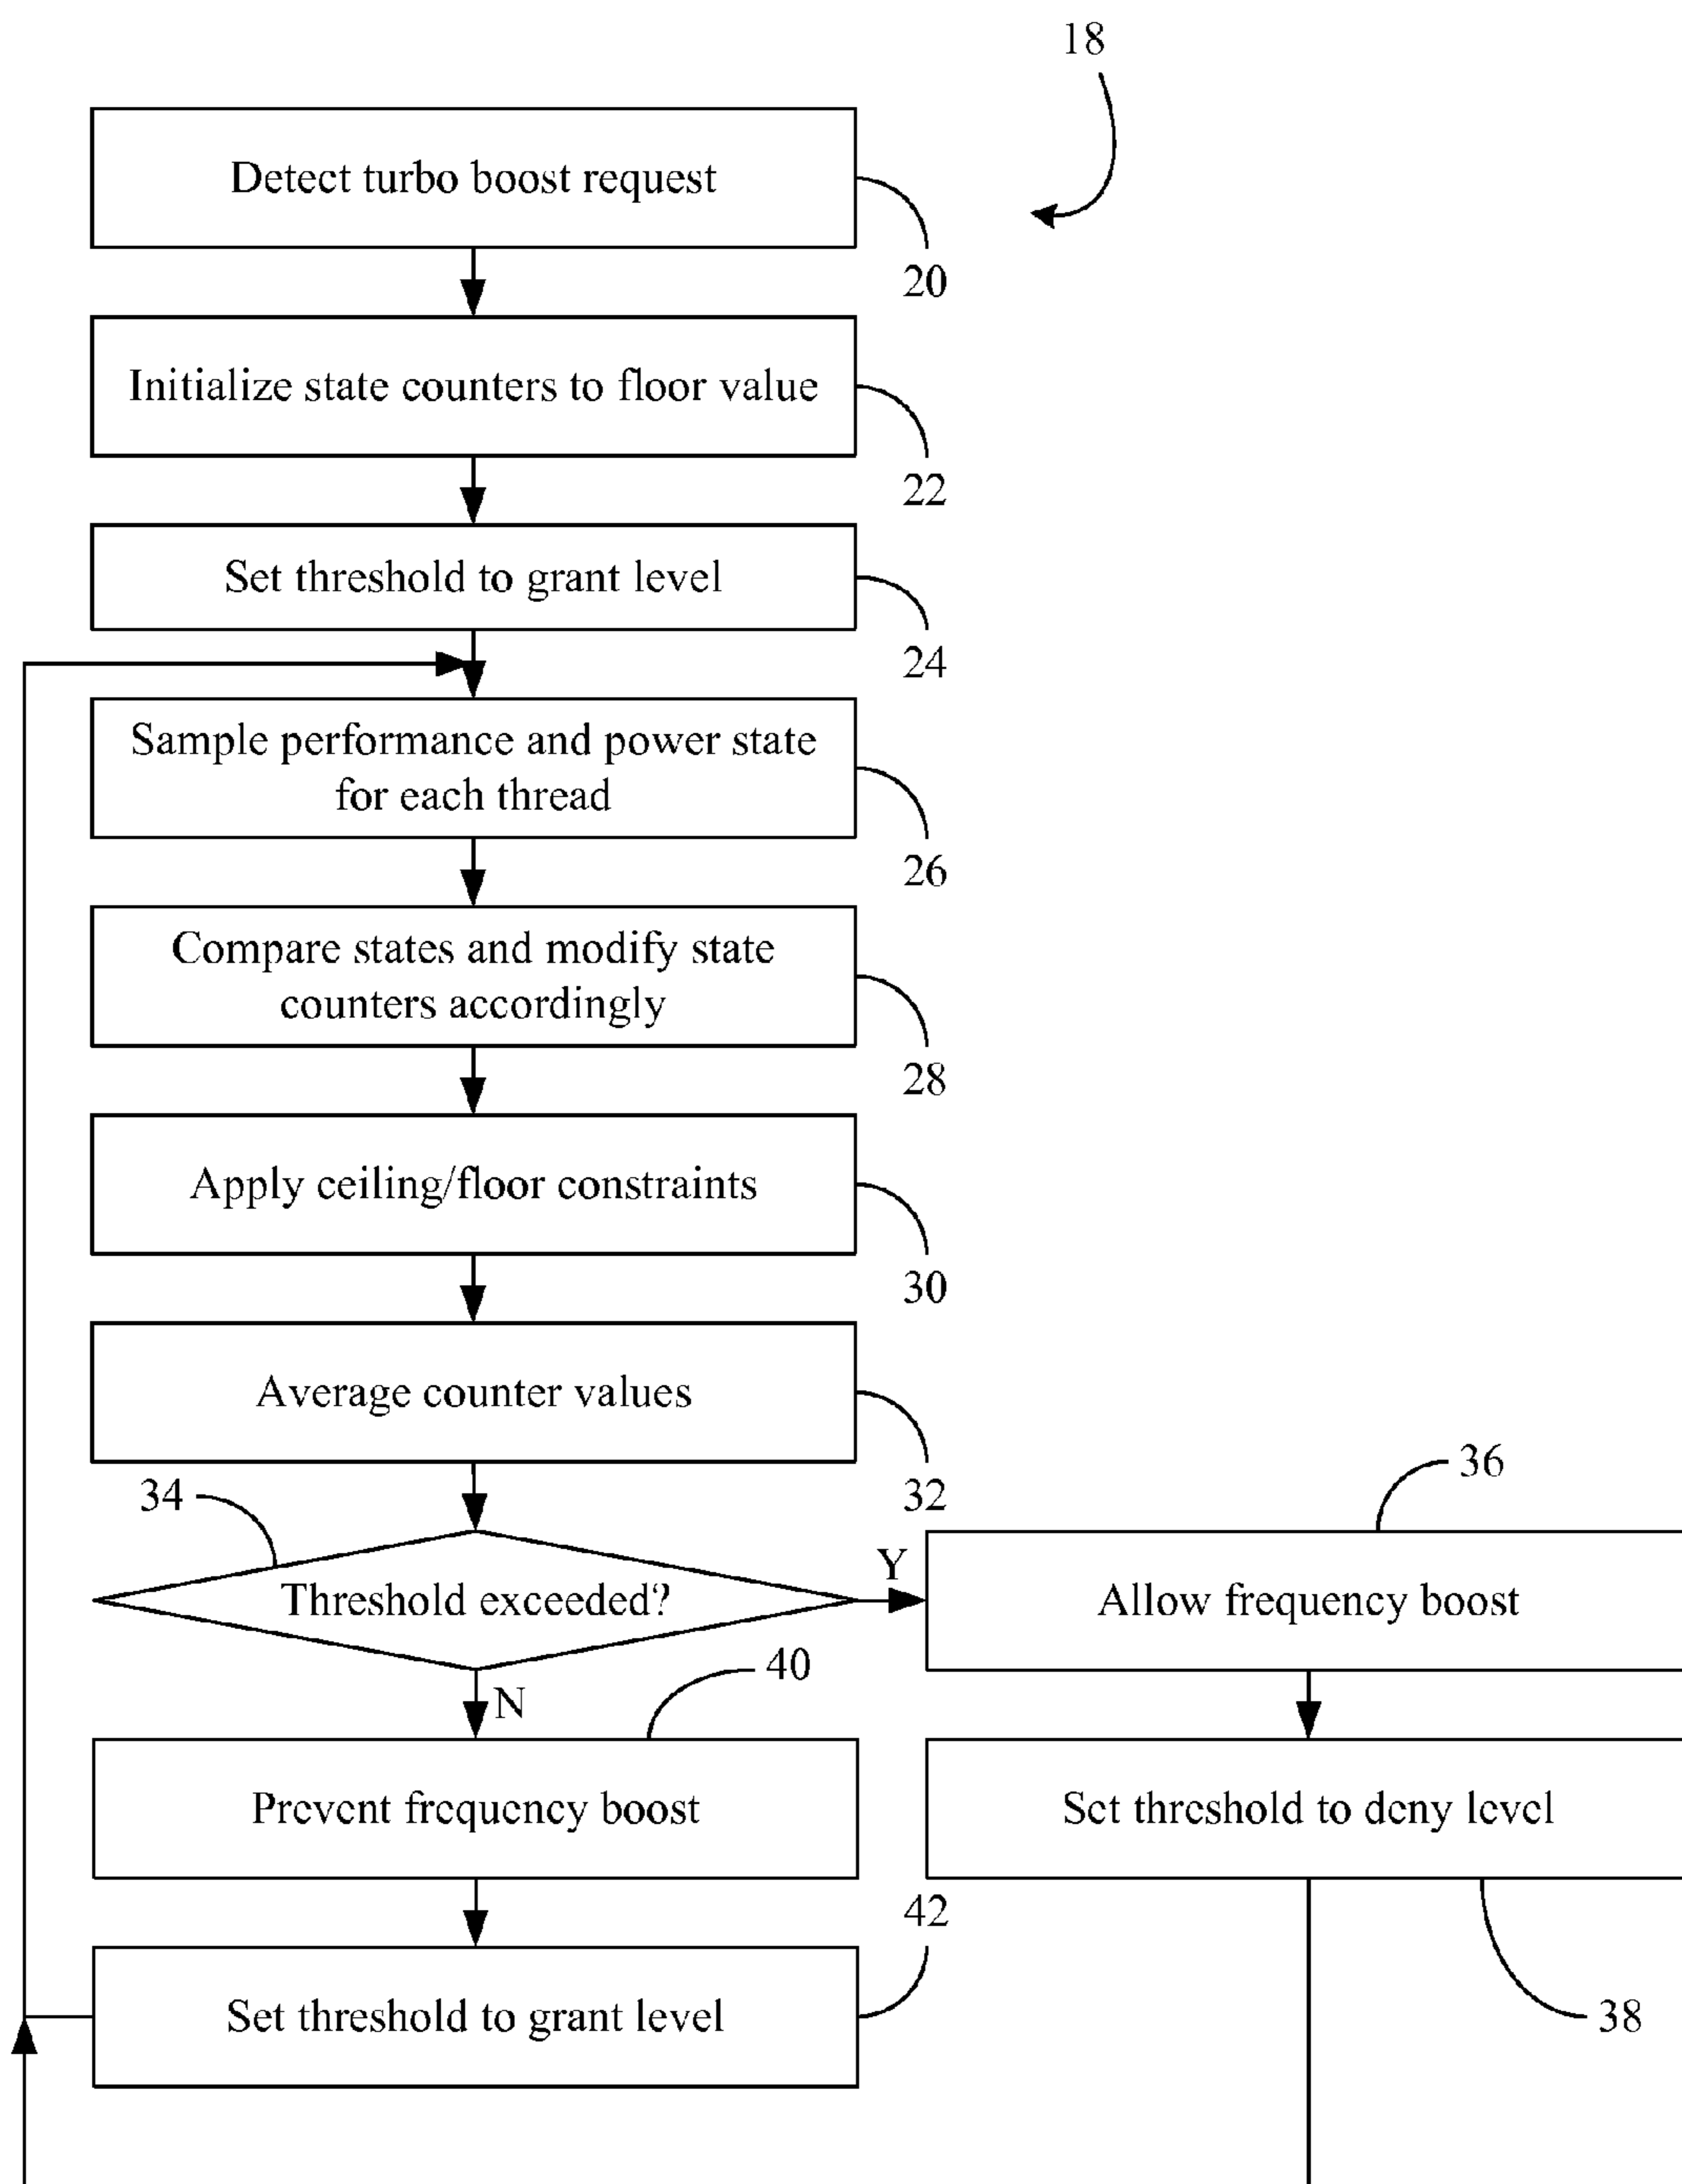 18
Detect turbo boost request
20
Initialize state counters to floor value
22
Set threshold to grant level
24
Sample performance and power state
for each thread
26
Compare states and modify state
counters accordingly
28
Apply ceiling/floor constraints
30
Average counter values
32
34
36
Threshold exceeded?
Y
Allow frequency boost
40
N
Prevent frequency boost
Set threshold to deny level
42
Set threshold to grant level
38